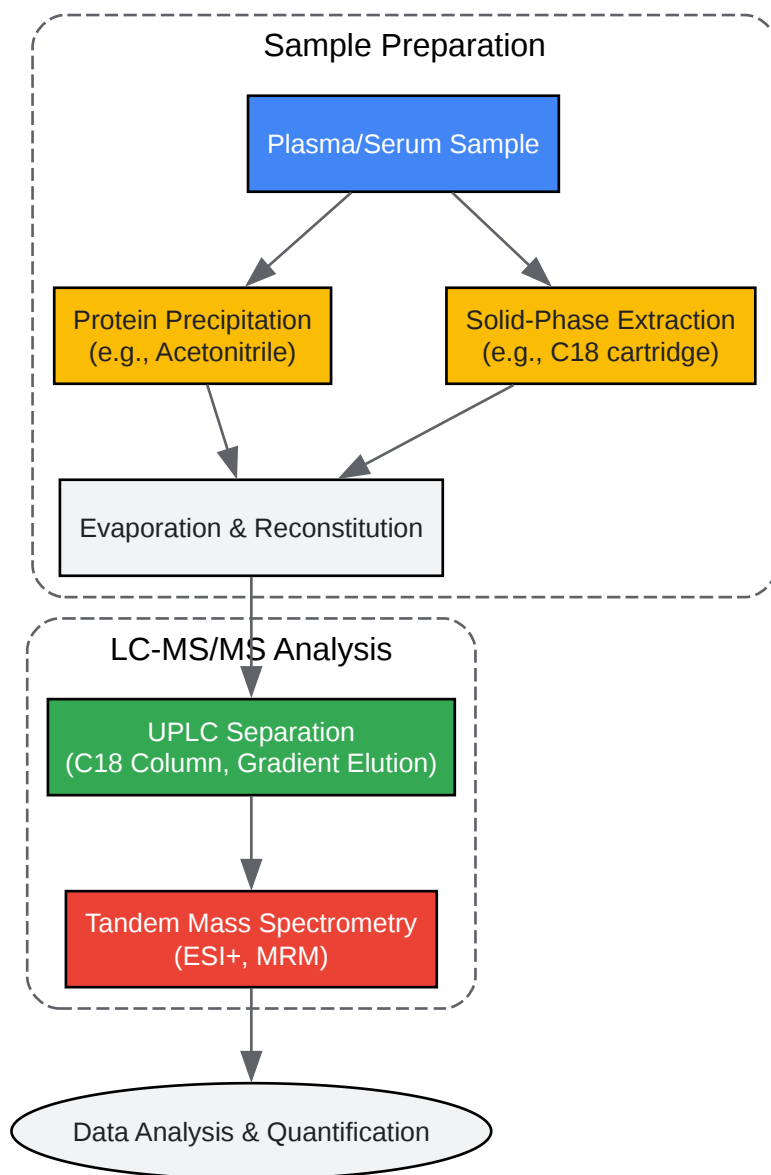 Sample Preparation
Plasma/Serum Sample
Protein Precipitation
(e.g., Acetonitrile)
Solid-Phase Extraction
(e.g., C18 cartridge)
Evaporation & Reconstitution
LC-MS/MS Analysis
UPLC Separation
(C18 Column, Gradient Elution)
Tandem Mass Spectrometry
(ESI+, MRM)
Data Analysis & Quantification